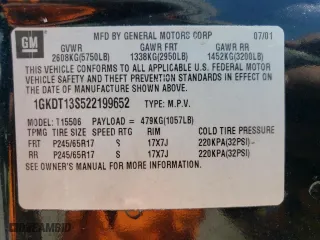 GM
MFD BY GENERAL MOTORS CORP 07/01
GVWR GAWR FRT GAWR RR
2608KG(5750LB) 1338KG(2950LB) 1452KG(3200LB)
THIS VEHICLE CONFORMS TO ALL APPLICABLE U.S. FEDERAL MOTOR
VEHICLE SAFETY AND THEFT PREVENTION STANDARDS IN EFFECT ON
THE DATE OF MANUFACTURE SHOWN ABOVE.
1GKDT13S522199652 TYPE: M.P.V.
MODEL: T15506 PAYLOAD = 479KG(1057LB)
TPMG TIRE SIZE SPEED RTG RIM COLD TIRE PRESSURE
FRT P245/65R17 S 17X7J 220KPA(32PSI)
RR P245/65R17 S 17X7J 220KPA(32PSI)
SEE OWNER'S MANUAL FOR MORE INFORMATION.